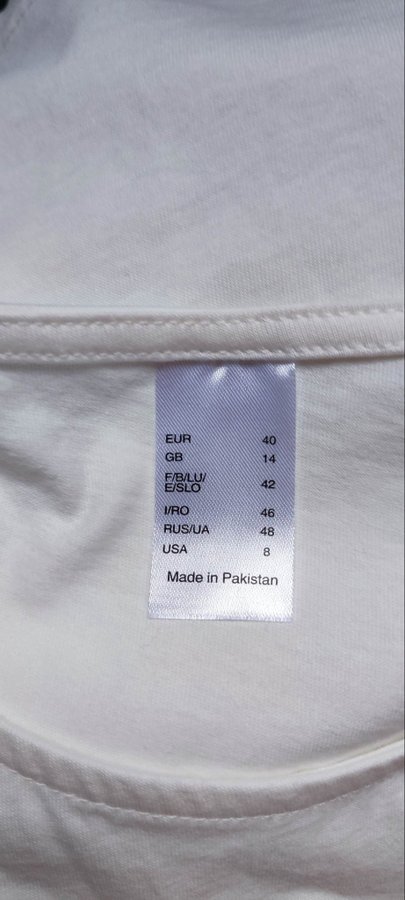 EUR 40
GB 14
F/B/LU/
E/SLO 42
I/RO 46
RUS/UA 48
USA 8
Made in Pakistan